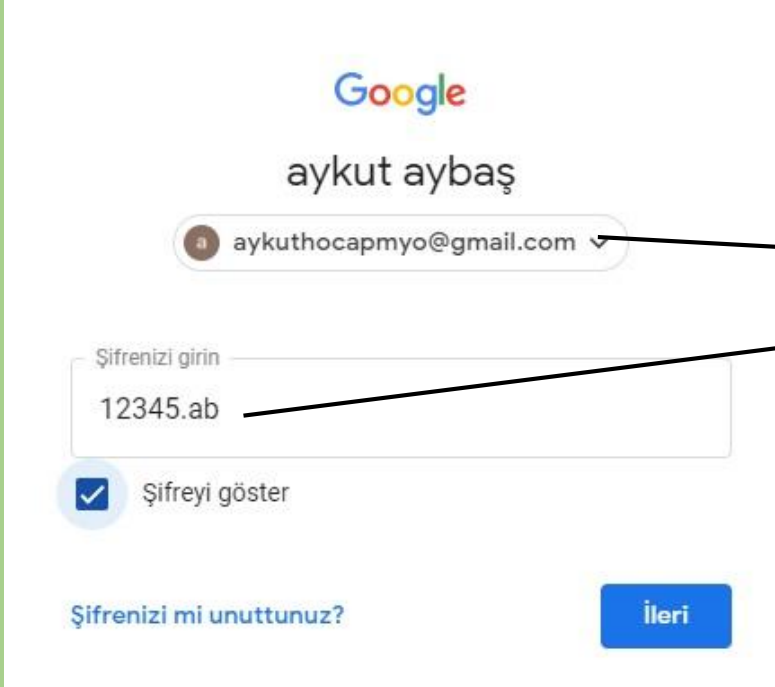 Google
aykut aybaş
a aykuthocapmyo@gmail.com
Şifrenizi girin
12345.ab
Şifreyi göster
Şifrenizi mi unuttunuz? İleri